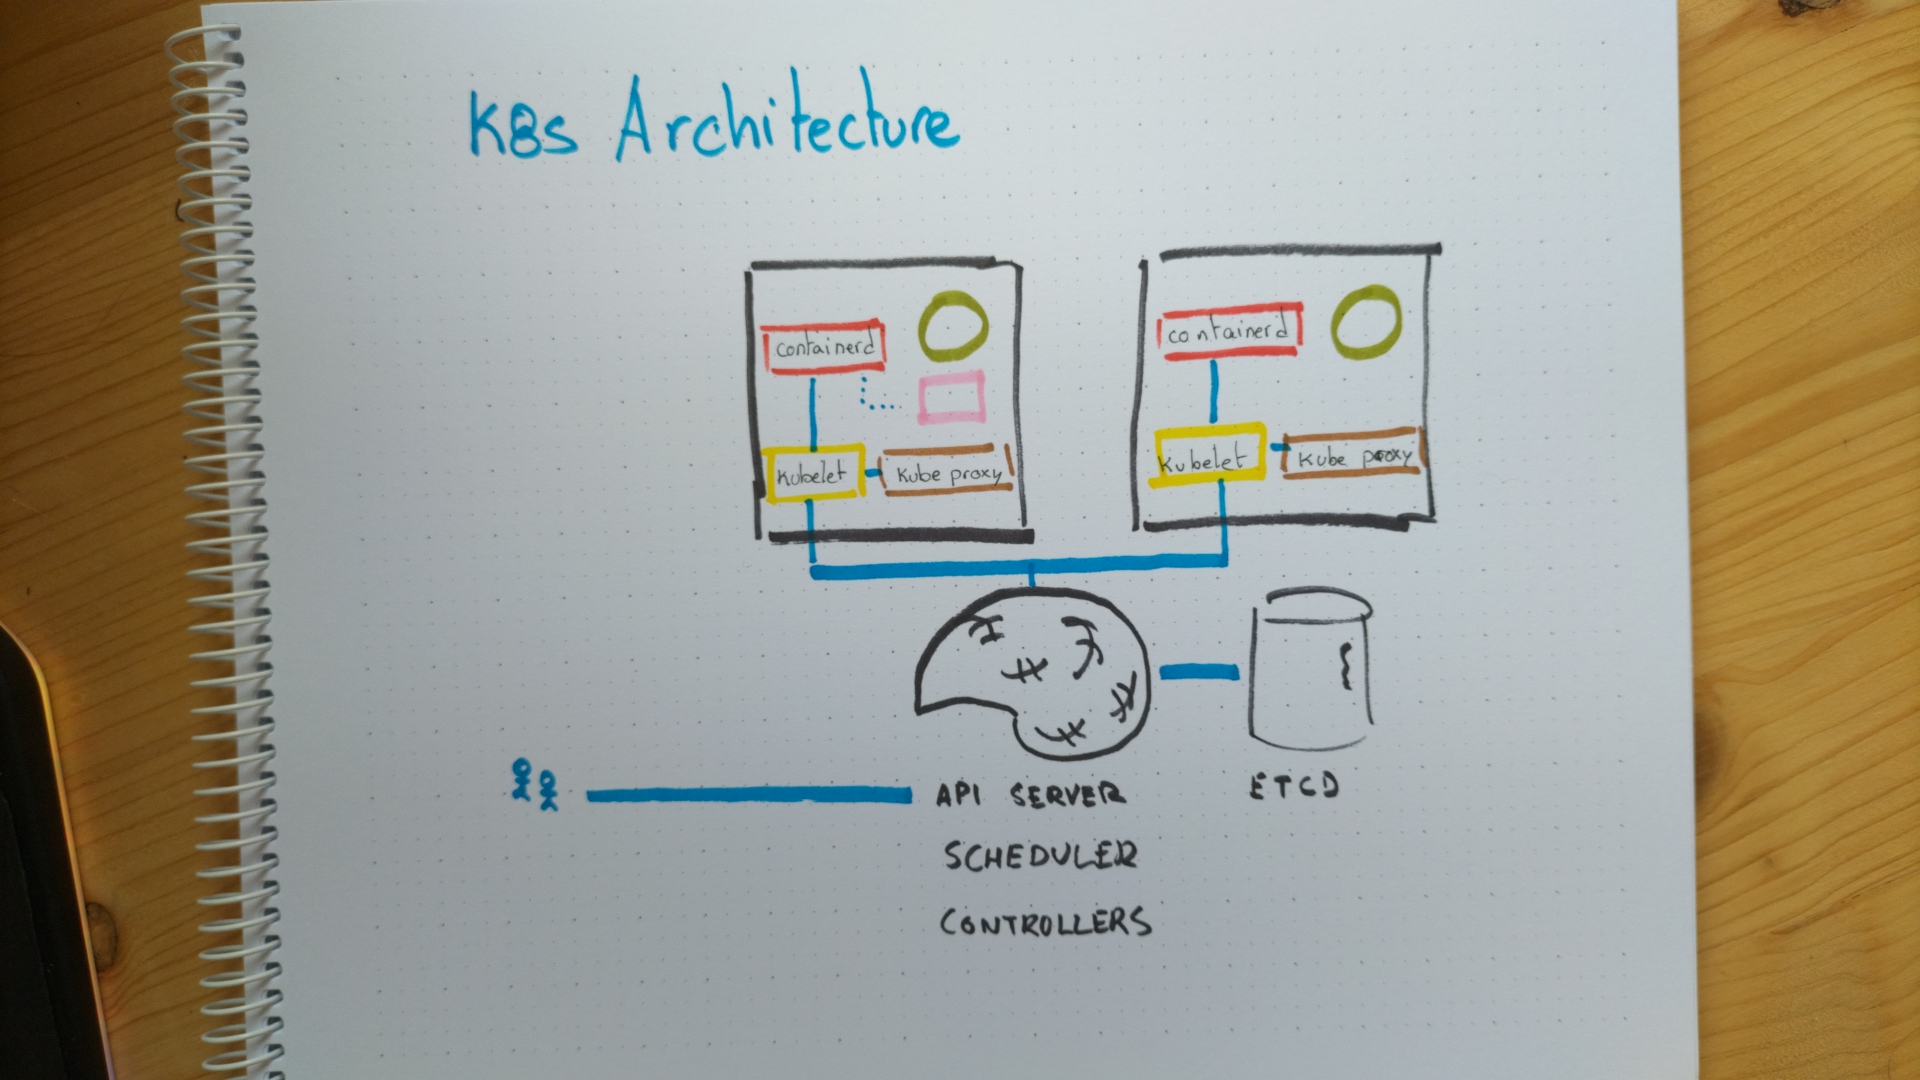 K8s Architecture
containerd
Kubelet
Kube proxy
containerd
Kubelet
Kube proxy
API SERVER
ETCD
SCHEDULER
CONTROLLERS